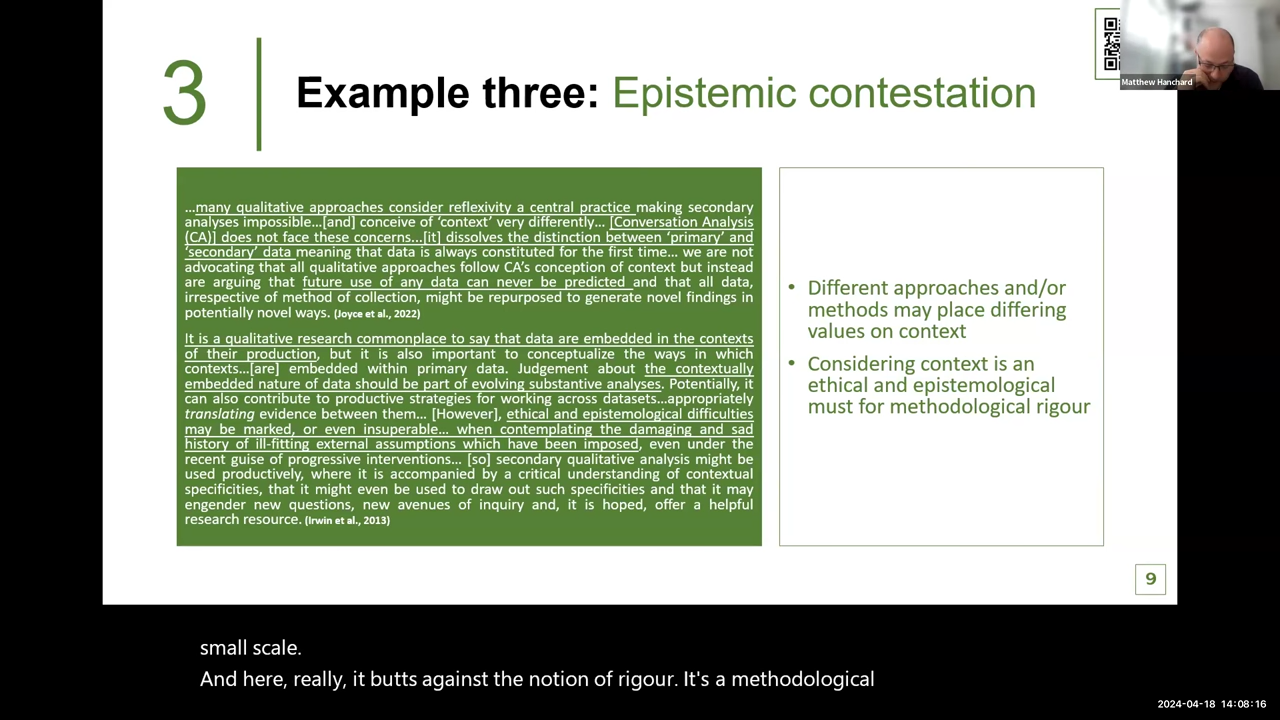 3
Example three: Epistemic contestation
Matthew Hanchard
…many qualitative approaches consider reflexivity a central practice making secondary
analyses impossible…[and] conceive of ‘context’ very differently… [Conversation Analysis
(CA)] does not face these concerns…[it] dissolves the distinction between ‘primary’ and
‘secondary’ data meaning that data is always constituted for the first time… we are not
advocating that all qualitative approaches follow CA’s conception of context but instead
are arguing that future use of any data can never be predicted and that all data,
irrespective of method of collection, might be repurposed to generate novel findings in
potentially novel ways. (Joyce et al., 2022)
It is a qualitative research commonplace to say that data are embedded in the contexts
of their production, but it is also important to conceptualize the ways in which
contexts…[are] embedded within primary data. Judgement about the contextually
embedded nature of data should be part of evolving substantive analyses. Potentially, it
can also contribute to productive strategies for working across datasets…appropriately
translating evidence between them… [However], ethical and epistemological difficulties
may be marked, or even insuperable… when contemplating the damaging and sad
history of ill-fitting external assumptions which have been imposed, even under the
recent guise of progressive interventions… [so] secondary qualitative analysis might be
used productively, where it is accompanied by a critical understanding of contextual
specificities, that it might even be used to draw out such specificities and that it may
engender new questions, new avenues of inquiry and, it is hoped, offer a helpful
research resource. (Irwin et al., 2013)
• Different approaches and/or
methods may place differing
values on context
• Considering context is an
ethical and epistemological
must for methodological rigour
9
small scale.
And here, really, it butts against the notion of rigour. It's a methodological
2024-04-18 14:08:16